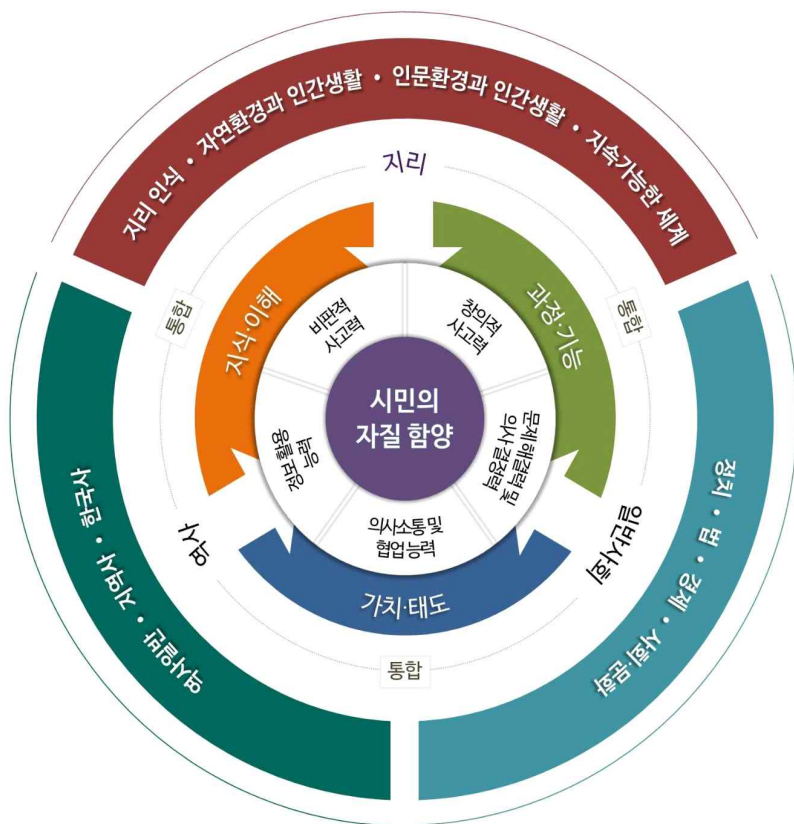 지리 인식 • 자연환경과 인간생활 • 인문환경과 인간생활 • 지속가능한 세계
지리
통합
통합
지식·이해
과정·기능
비판적
사고력
창의적
사고력
시민의
자질 함양
정보 활용
능력
문제 해결력 및
의사 결정력
의사소통 및
협업 능력
역사
일반사회
가치·태도
통합
역사일반 • 지역사 • 한국사
정치 • 법 • 경제 • 사회·문화